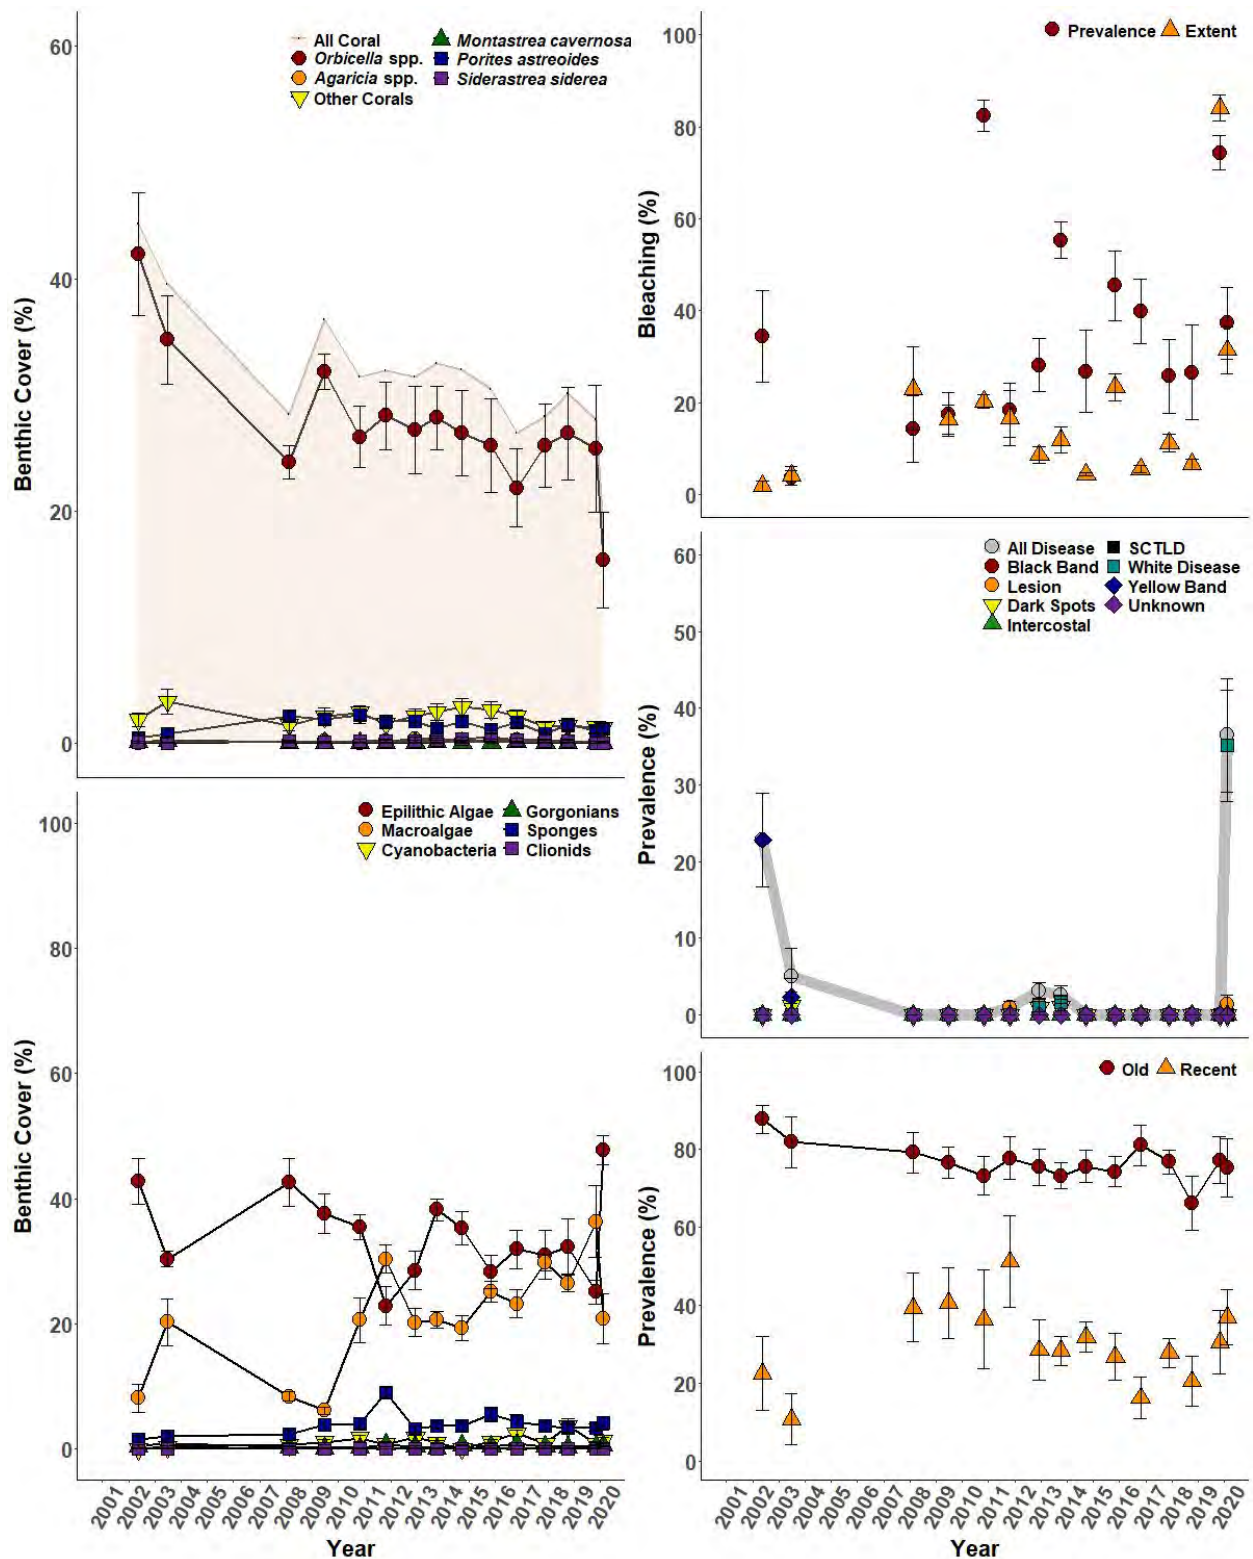 All Coral
Orbicella spp.
Agaricia spp.
Other Corals
Montastrea cavernosa
Porites astreoides
Siderastrea siderea
60
40
20
0
Benthic Cover (%)
Prevalence
Extent
100
80
60
40
20
0
Bleaching (%)
All Disease
Black Band
Lesion
Dark Spots
Intercostal
SCTLD
White Disease
Yellow Band
Unknown
60
50
40
30
20
10
0
Prevalence (%)
Epilithic Algae
Macroalgae
Cyanobacteria
Gorgonians
Sponges
Clionids
100
80
60
40
20
0
Benthic Cover (%)
2001
2002
2003
2004
2005
2006
2007
2008
2009
2010
2011
2012
2013
2014
2015
2016
2017
2018
2019
2020
Year
Old
Recent
100
80
60
40
20
0
Prevalence (%)
2001
2002
2003
2004
2005
2006
2007
2008
2009
2010
2011
2012
2013
2014
2015
2016
2017
2018
2019
2020
Year